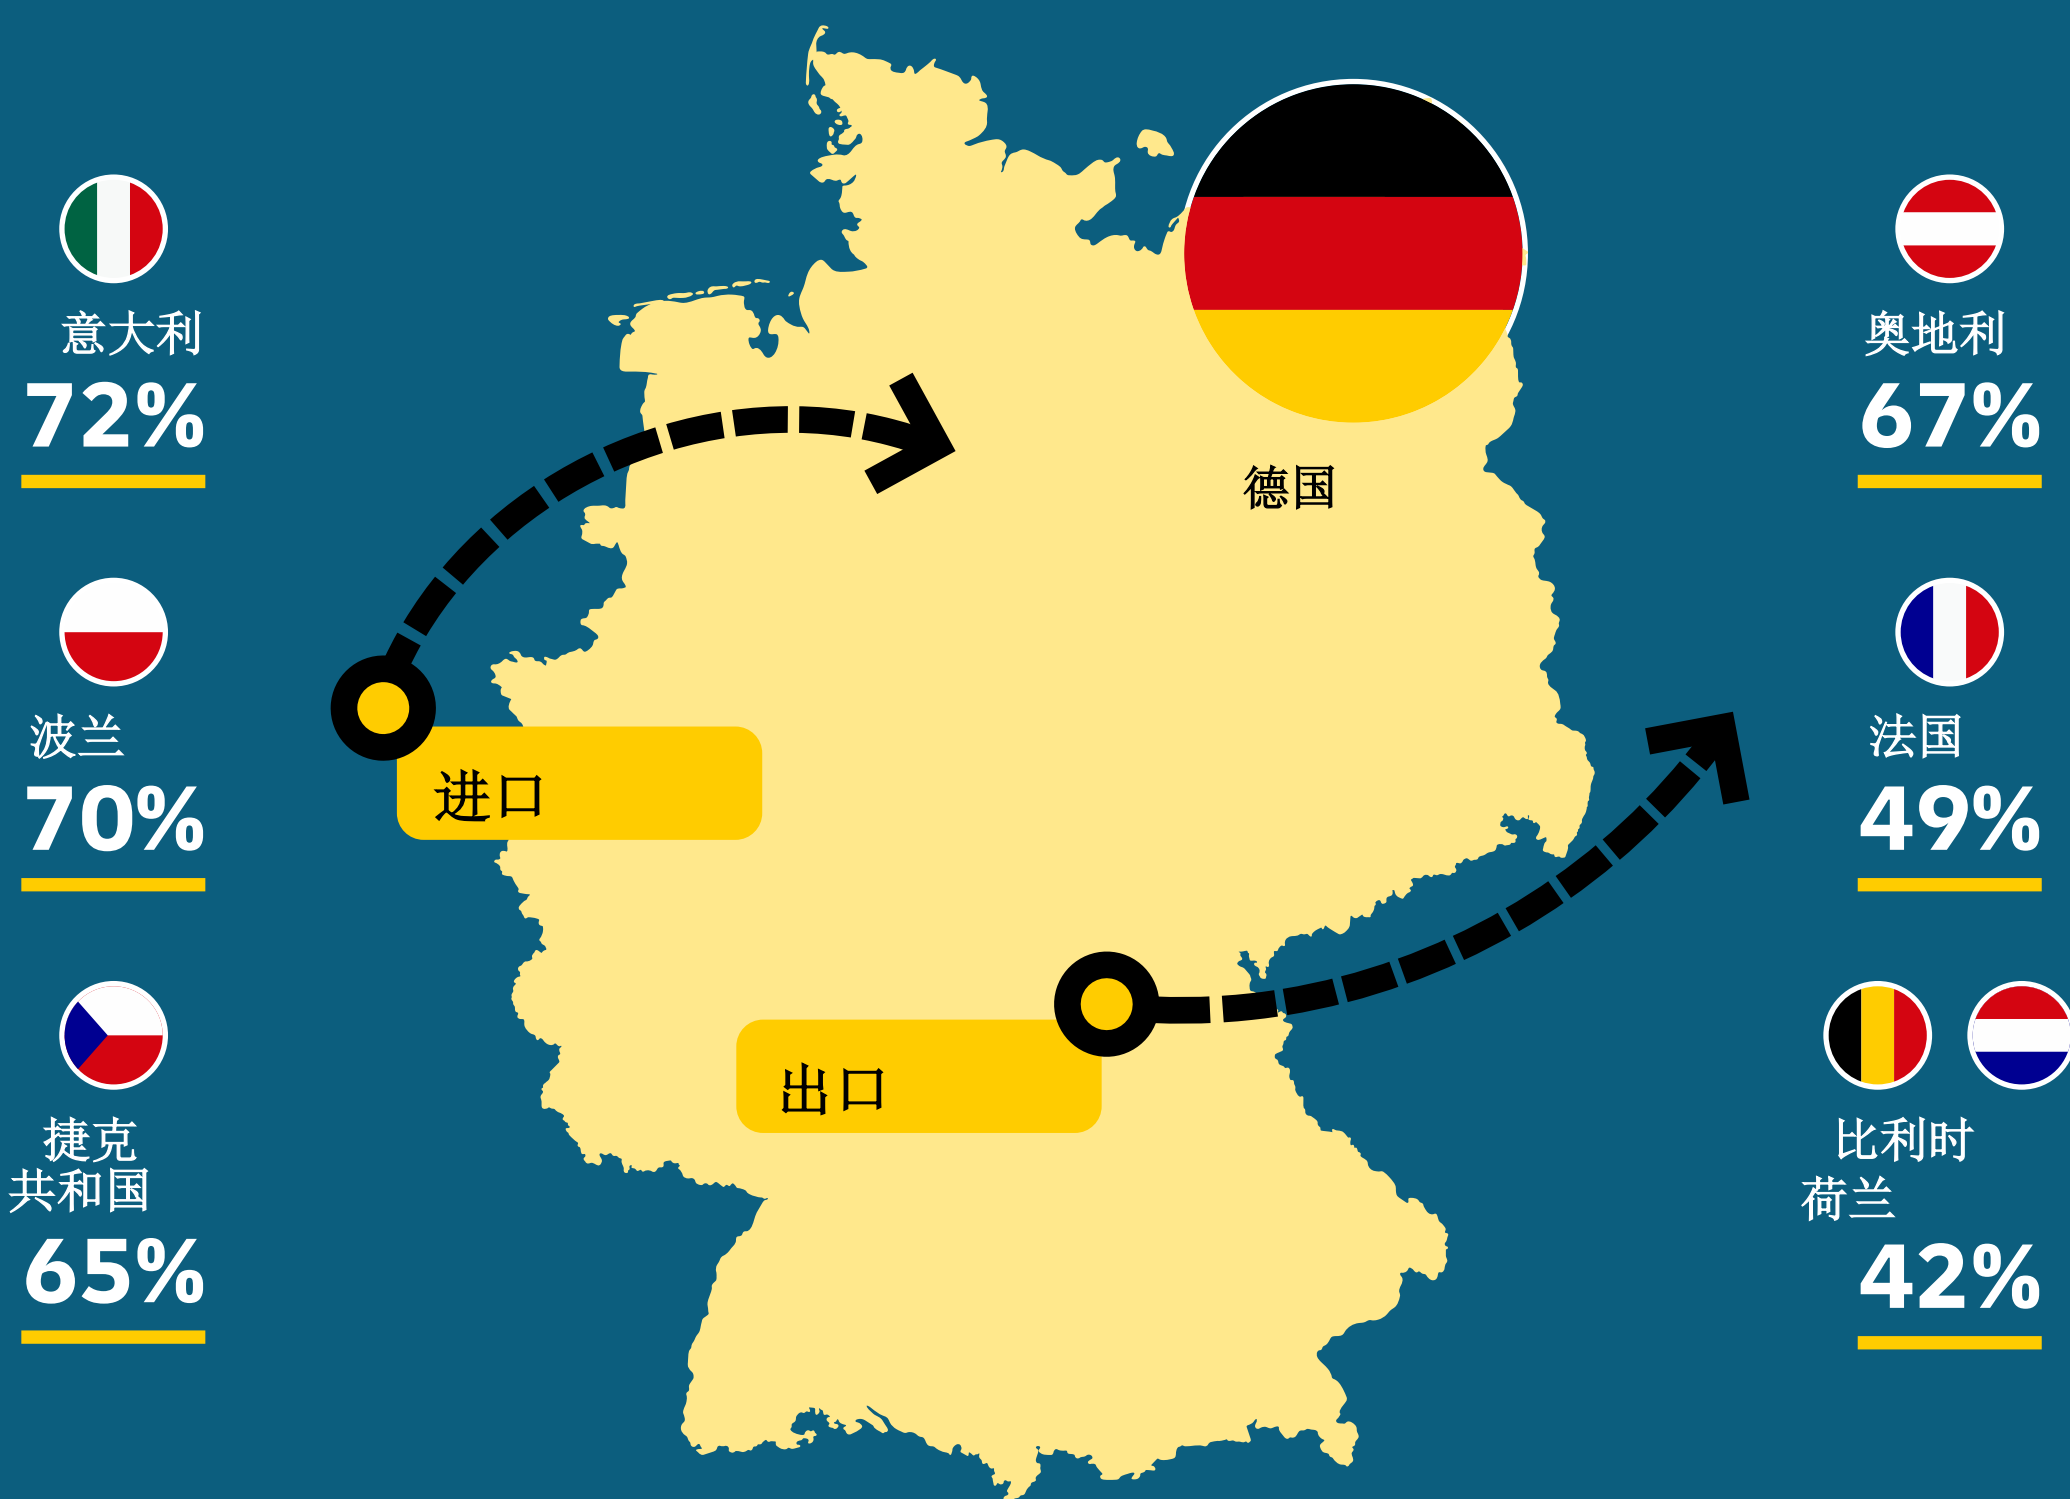 意大利
72%
波兰
70%
捷克
共和国
65%
德国
进口
出口
奥地利
67%
法国
49%
比利时
荷兰
42%